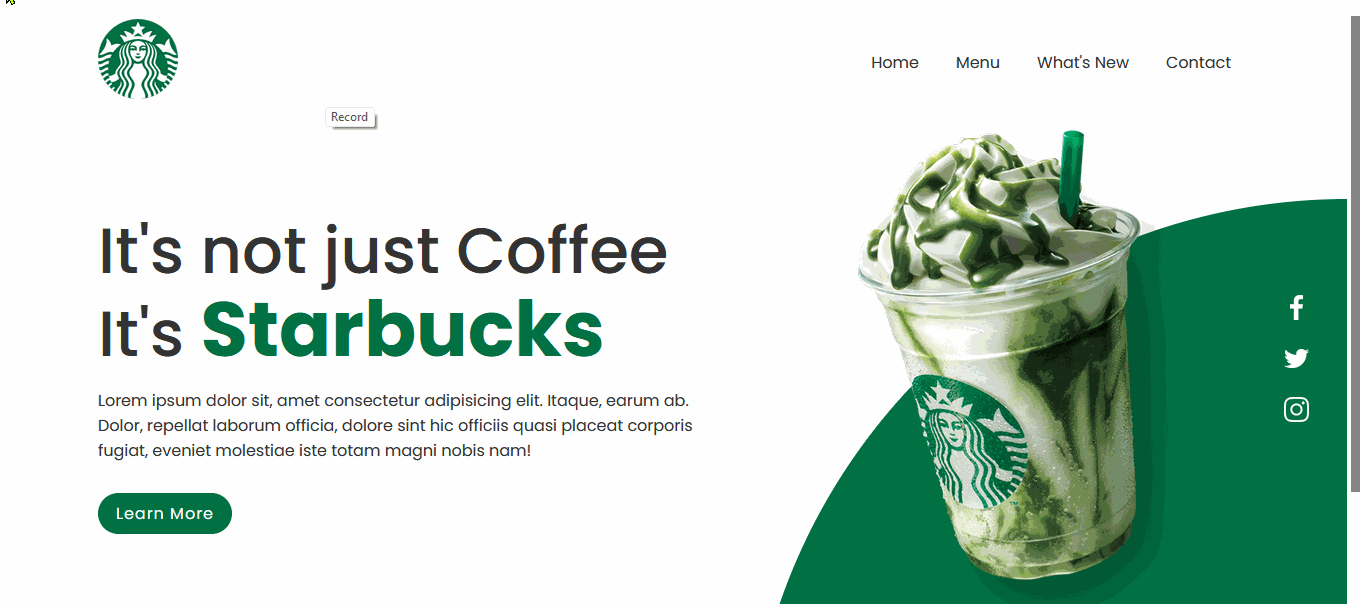 Home Menu What's New Contact
Record
It's not just Coffee
It's Starbucks
Lorem ipsum dolor sit, amet consectetur adipisicing elit. Itaque, earum ab.
Dolor, repellat laborum officia, dolore sint hic officiis quasi placeat corporis
fugiat, eveniet molestiae iste totam magni nobis nam!
Learn More
TM